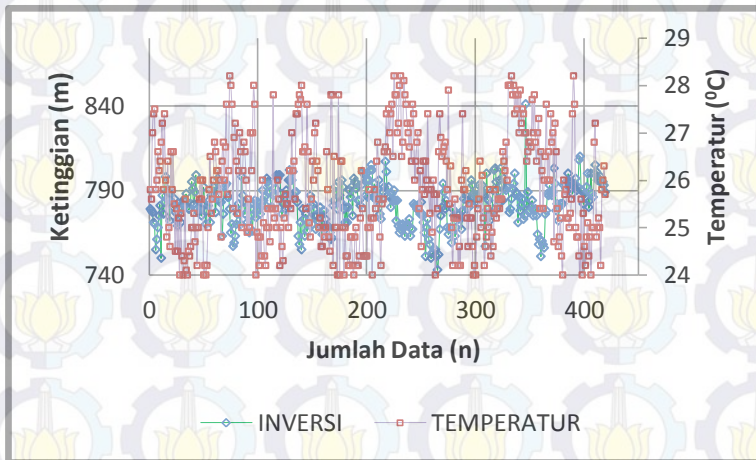 Ketinggian (m)
840
790
740
29
28
27
26
25
24
Temperatur (⁰C)
0 100 200 300 400
Jumlah Data (n)
INVERSI TEMPERATUR